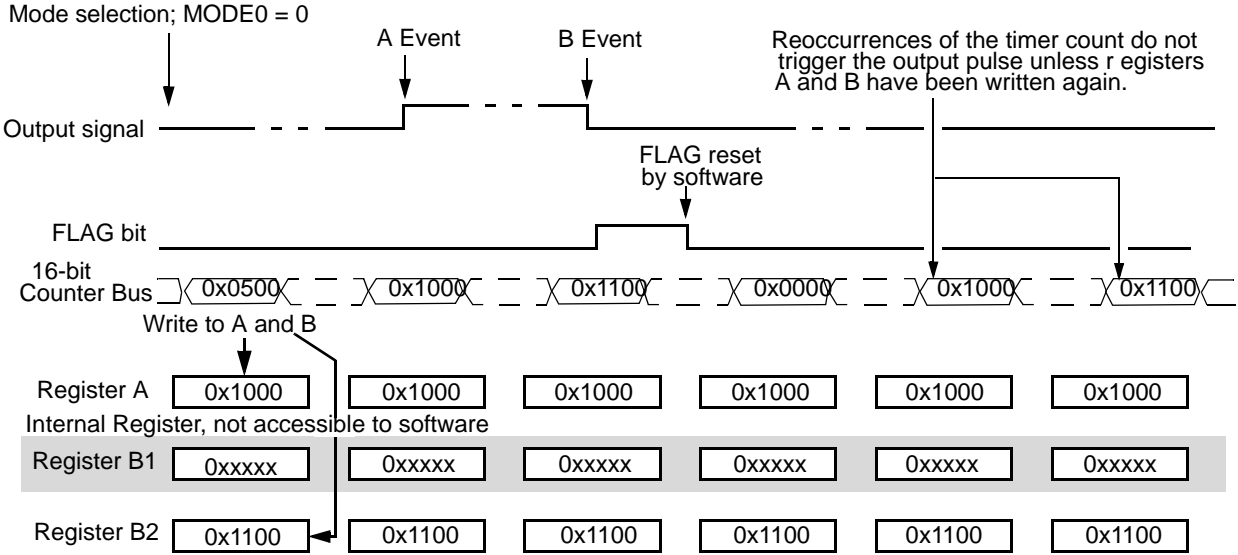 Mode selection; MODE0 = 0
A Event
B Event
Reoccurrences of the timer count do not
trigger the output pulse unless r egisters
A and B have been written again.
Output signal
FLAG reset
by software
FLAG bit
16-bit
Counter Bus
0x0500 0x1000 0x1100 0x0000 0x1000 0x1100
Write to A and B
Register A 0x1000 0x1000 0x1000 0x1000 0x1000 0x1000
Internal Register, not accessible to software
Register B1 0xxxxx 0xxxxx 0xxxxx 0xxxxx 0xxxxx 0xxxxx
Register B2 0x1100 0x1100 0x1100 0x1100 0x1100 0x1100